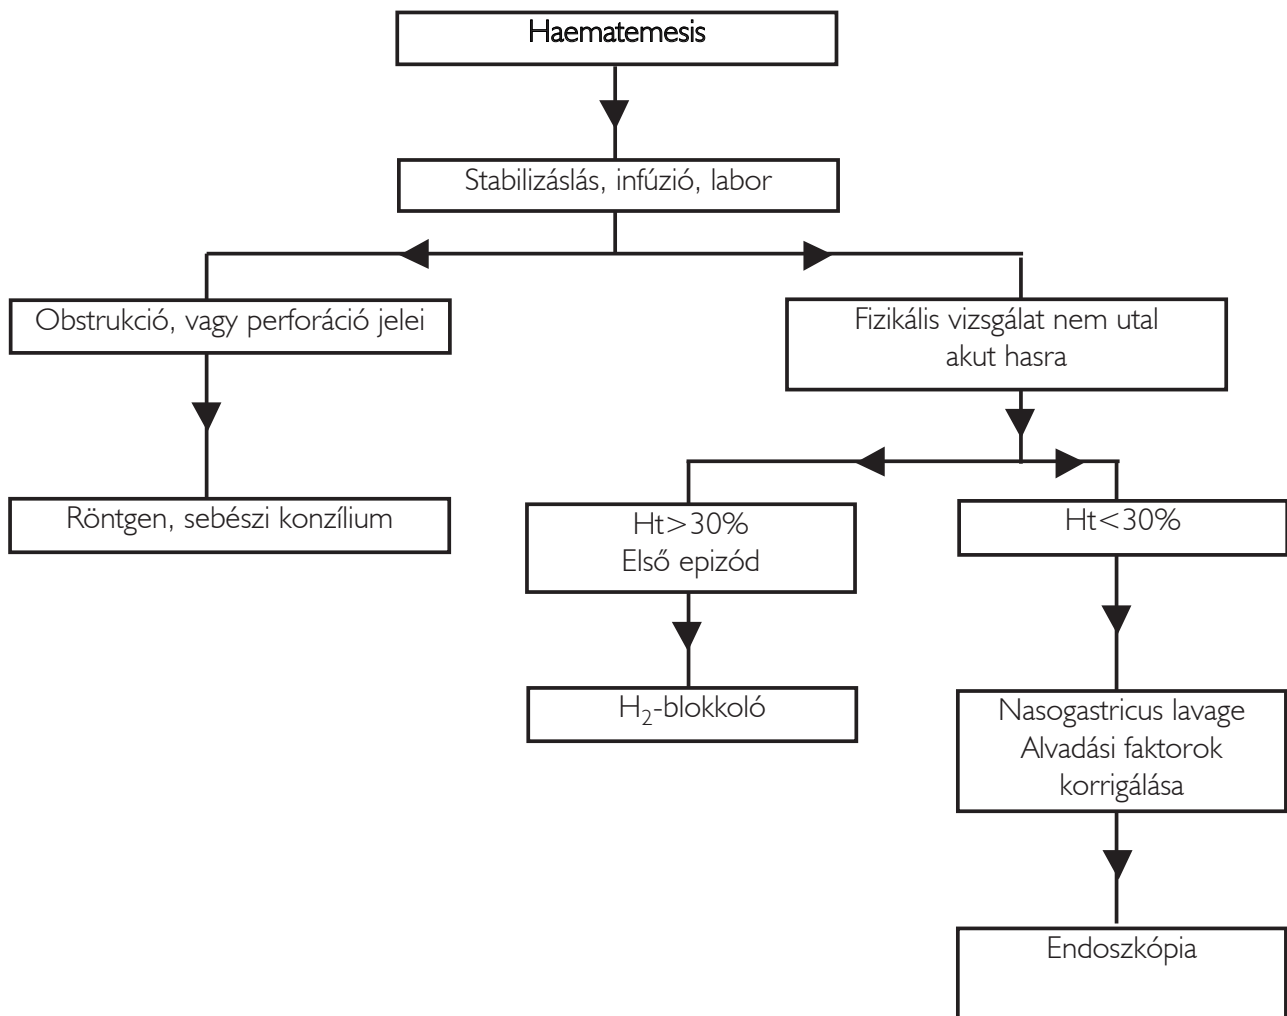 Haematemesis
Stabilizáslás, infúzió, labor
Obstrukció, vagy perforáció jelei
Fizikális vizsgálat nem utal
akut hasra
Röntgen, sebészi konzílium
Ht>30%
Első epizód
Ht<30%
H₂-blokkoló
Nasogastricus lavage
Alvadási faktorok
korrigálása
Endoszkópia